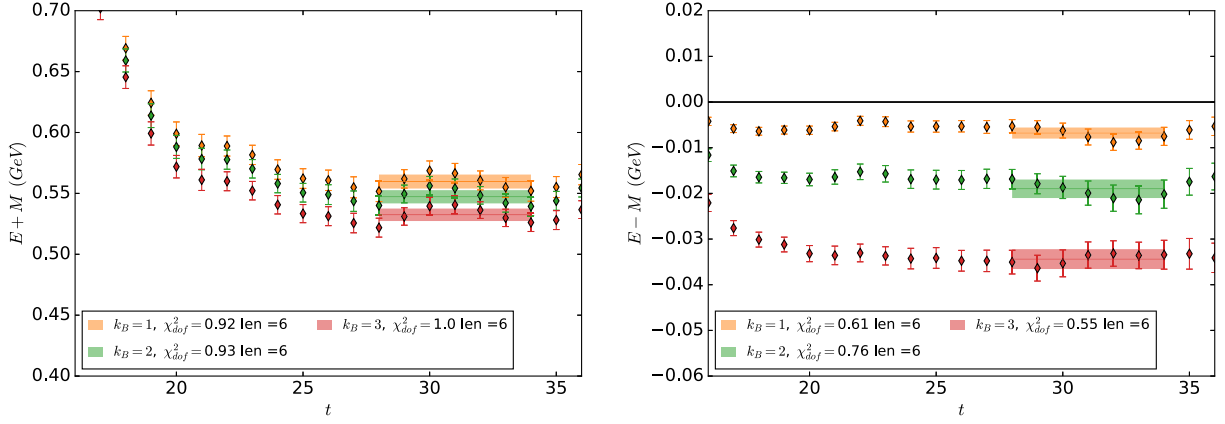 0.70
0.65
0.60
0.55
0.50
0.45
0.40
E + M (GeV)
20 25 30 35
t
k_B = 1, χ²_dof = 0.92 len =6
k_B = 2, χ²_dof = 0.93 len =6
k_B = 3, χ²_dof = 1.0 len =6
0.02
0.01
0.00
−0.01
−0.02
−0.03
−0.04
−0.05
−0.06
E − M (GeV)
20 25 30 35
t
k_B = 1, χ²_dof = 0.61 len =6
k_B = 2, χ²_dof = 0.76 len =6
k_B = 3, χ²_dof = 0.55 len =6